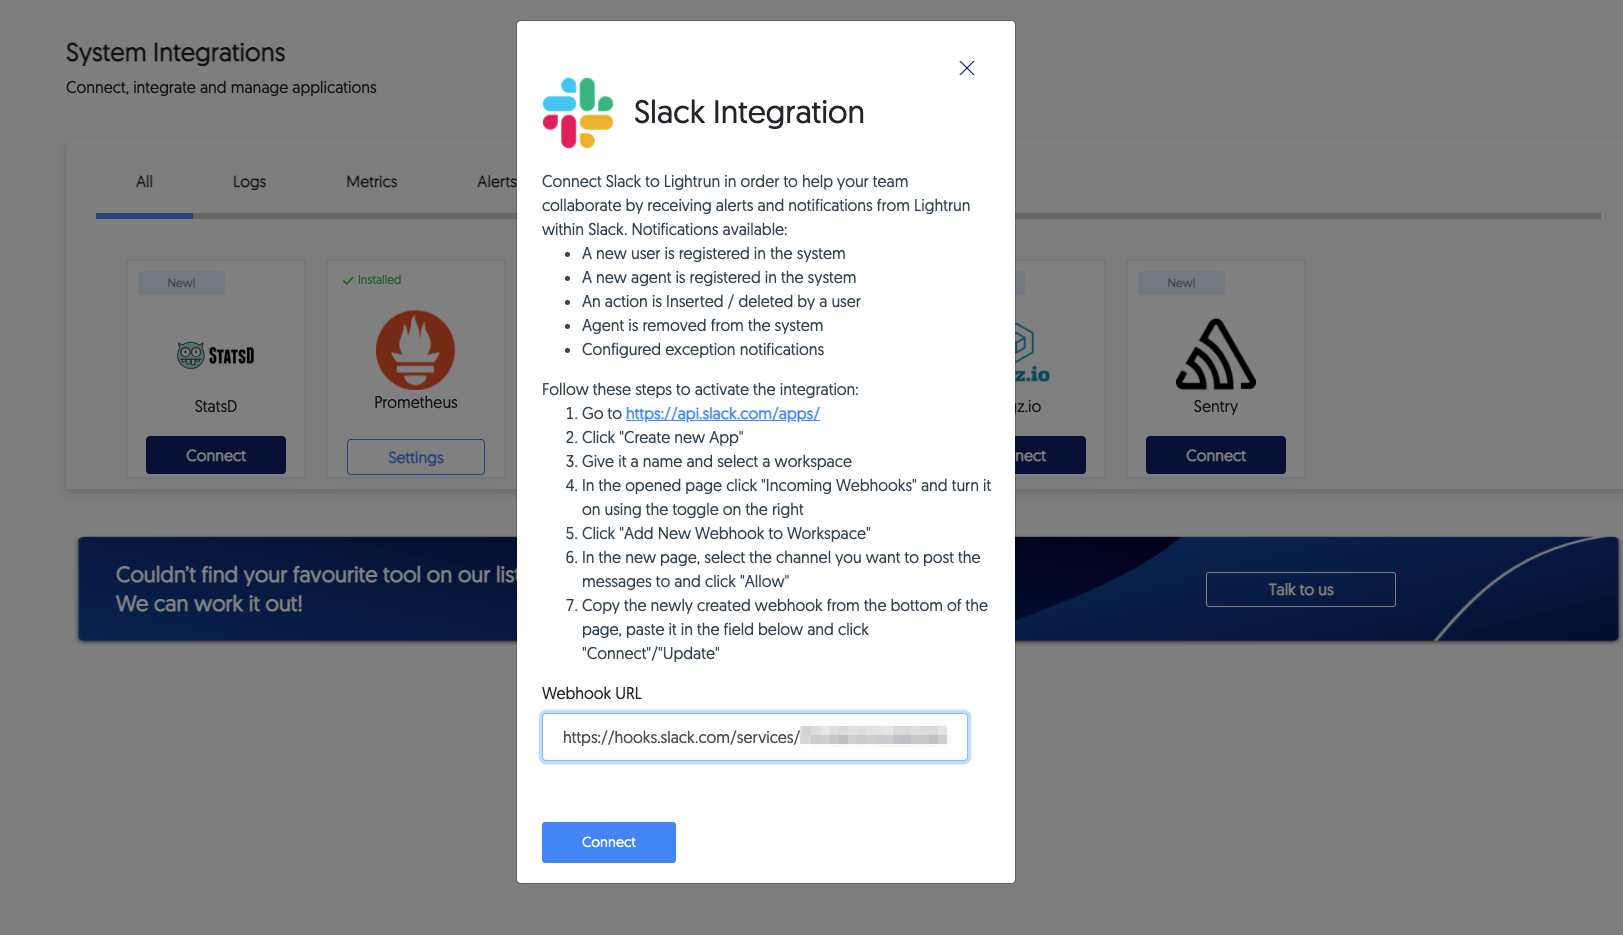 System Integrations
Connect, integrate and manage applications
All
Logs
Metrics
Alerts
New!
STATSD
StatsD
Connect
Installed
Prometheus
Settings
Slack Integration
Connect Slack to Lightrun in order to help your team
collaborate by receiving alerts and notifications from Lightrun
within Slack. Notifications available:
• A new user is registered in the system
• A new agent is registered in the system
• An action is Inserted / deleted by a user
• Agent is removed from the system
• Configured exception notifications
Follow these steps to activate the integration:
1. Go to https://api.slack.com/apps/
2. Click "Create new App"
3. Give it a name and select a workspace
4. In the opened page click "Incoming Webhooks" and turn it
on using the toggle on the right
5. Click "Add New Webhook to Workspace"
6. In the new page, select the channel you want to post the
messages to and click "Allow"
7. Copy the newly created webhook from the bottom of the
page, paste it in the field below and click
"Connect"/"Update"
Webhook URL
https://hooks.slack.com/services/
Connect
z.io
z.io
nect
New!
Sentry
Connect
Couldn't find your favourite tool on our list
We can work it out!
Talk to us